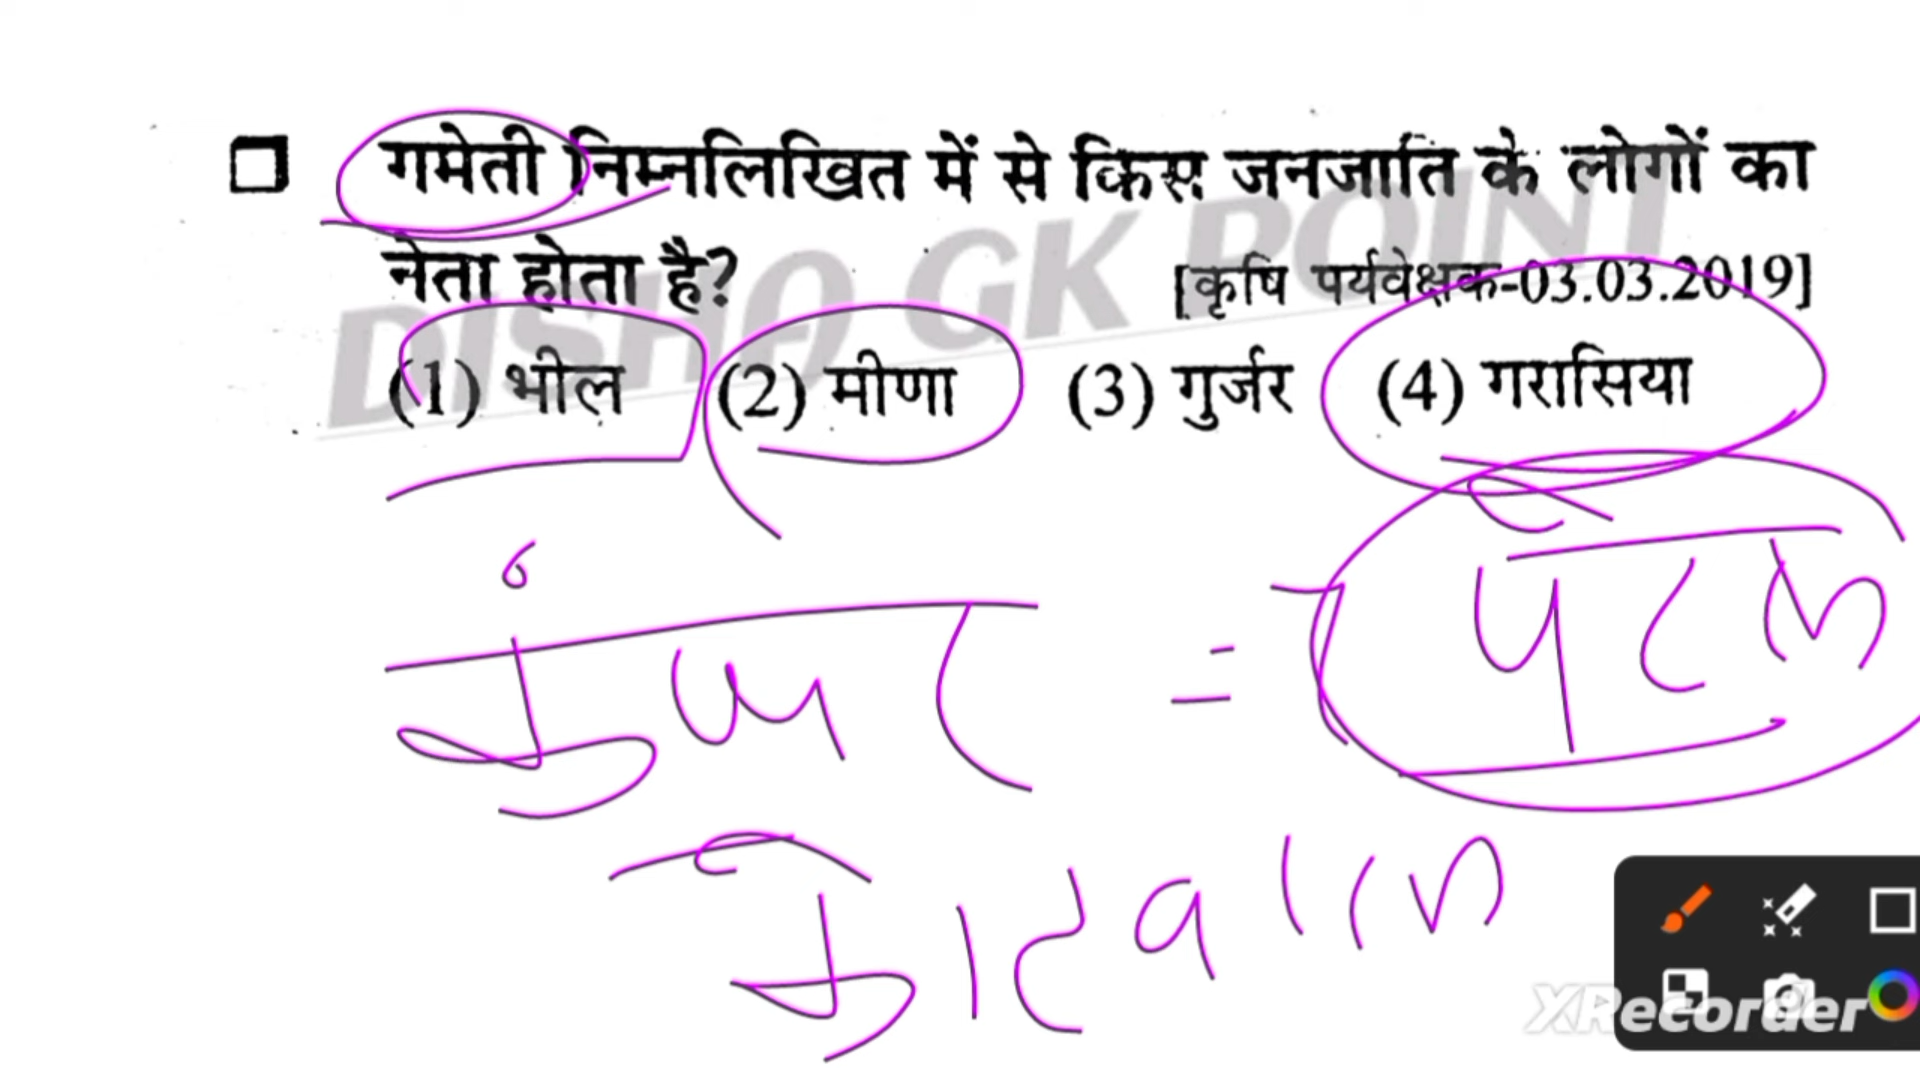 गमेती निम्नलिखित में से किस जनजाति के लोगों का
नेता होता है?
[कृषि पर्यवेक्षक-03.03.2019]
(1) भील (2) मीणा (3) गुर्जर (4) गरासिया
DISHA GK POINT
=
पटेल
XRecorder